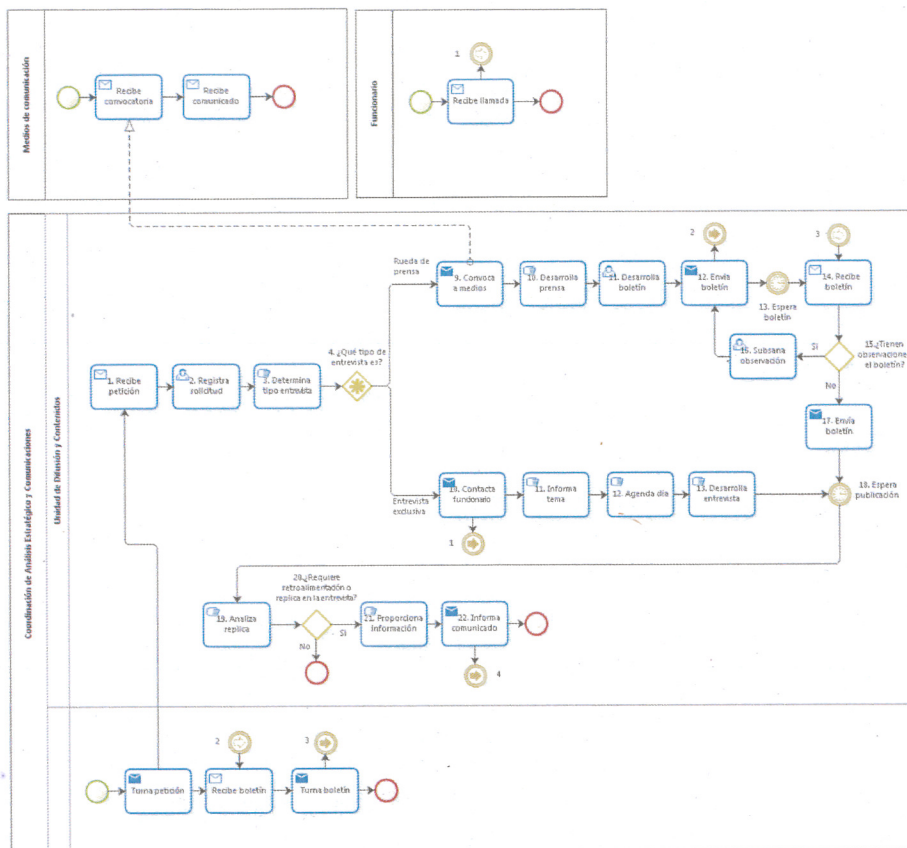 Medios de comunicación
Recibe
convocatoria
Recibe
comunicado
Funcionario
1
Recibe llamada
Coordinación de Análisis Estratégico y Comunicaciones
Unidad de Difusión y Contenidos
Rueda de
prensa
9. Convoca
a medios
10. Desarrolla
prensa
11. Desarrolla
boletín
2
12. Envía
boletín
13. Espera
boletín
3
14. Recibe
boletín
15.¿Tienen
observacione
el boletín?
Si
16. Subsana
observación
No
17. Envía
boletín
18. Espera
publicación
1. Recibe
petición
2. Registra
solicitud
3. Determina
tipo entrevista
4. ¿Qué tipo de
entrevista es?
Entrevista
exclusiva
10. Contacta
funcionario
1
11. Informa
tema
12. Agenda día
13. Desarrolla
entrevista
19. Analiza
replica
20.¿Requiere
retroalimentación o
replica en la entrevista?
Si
No
21. Proporciona
información
22. Informa
comunicado
4
Turna petición
2
Recibe boletín
3
Turna boletín